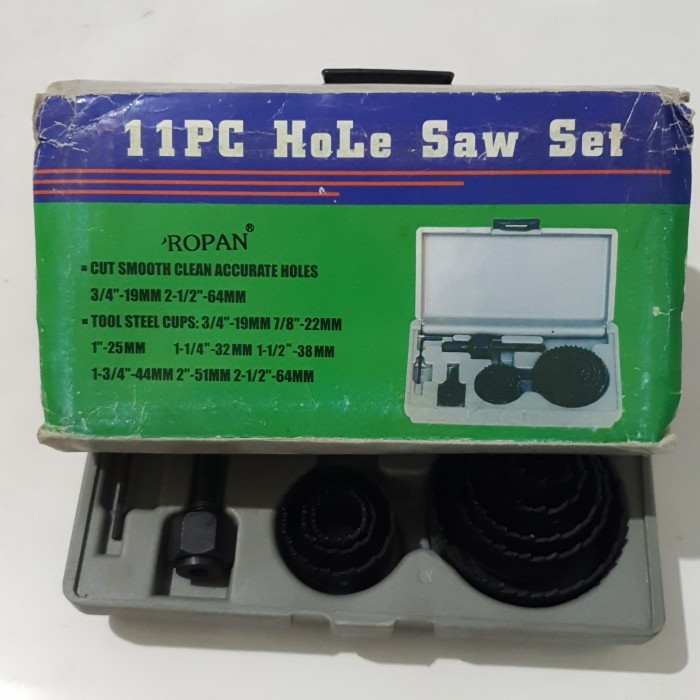 11PC HoLe Saw Set
ROPAN®
▪ CUT SMOOTH CLEAN ACCURATE HOLES
3/4"-19MM 2-1/2"-64MM
▪ TOOL STEEL CUPS: 3/4"-19MM 7/8"-22MM
1"-25MM 1-1/4"-32MM 1-1/2"-38MM
1-3/4"-44MM 2"-51MM 2-1/2"-64MM